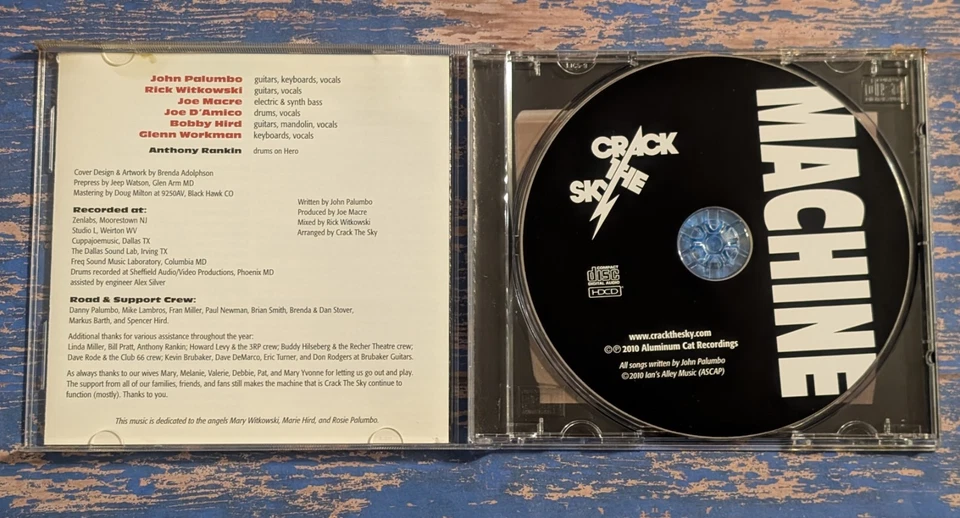 John Palumbo guitars, keyboards, vocals
Rick Witkowski guitars, vocals
Joe Macre electric & synth bass
Joe D'Amico drums, vocals
Bobby Hird guitars, mandolin, vocals
Glenn Workman keyboards, vocals
Anthony Rankin drums on Hero
Cover Design & Artwork by Brenda Adolphson
Prepress by Jeep Watson, Glen Arm MD
Mastering by Doug Milton at 9250AV, Black Hawk CO
Written by John Palumbo
Produced by Joe Macre
Mixed by Rick Witkowski
Arranged by Crack The Sky
Recorded at:
Zenlabs, Moorestown NJ
Studio L, Weirton WV
Cuppajoemusic, Dallas TX
The Dallas Sound Lab, Irving TX
Freq Sound Music Laboratory, Columbia MD
Drums recorded at Sheffield Audio/Video Productions, Phoenix MD
assisted by engineer Alex Silver
Road & Support Crew:
Danny Palumbo, Mike Lambros, Fran Miller, Paul Newman, Brian Smith, Brenda & Dan Stover,
Markus Barth, and Spencer Hird.
Additional thanks for various assistance throughout the year:
Linda Miller, Bill Pratt, Anthony Rankin; Howard Levy & the 3RP crew; Buddy Hilseberg & the Recher Theatre crew;
Dave Rode & the Club 66 crew; Kevin Brubaker, Dave DeMarco, Eric Turner, and Don Rodgers at Brubaker Guitars.
As always thanks to our wives Mary, Melanie, Valerie, Debbie, Pat, and Mary Yvonne for letting us go out and play.
The support from all of our families, friends, and fans still makes the machine that is Crack The Sky continue to
function (mostly). Thanks to you.
This music is dedicated to the angels Mary Witkowski, Marie Hird, and Rosie Palumbo.
CRACK
THE
SKY
MACHINE
COMPACT
disc
DIGITAL AUDIO
HDCD
www.crackthesky.com
©℗ 2010 Aluminum Cat Recordings
All songs written by John Palumbo
©2010 Ian's Alley Music (ASCAP)